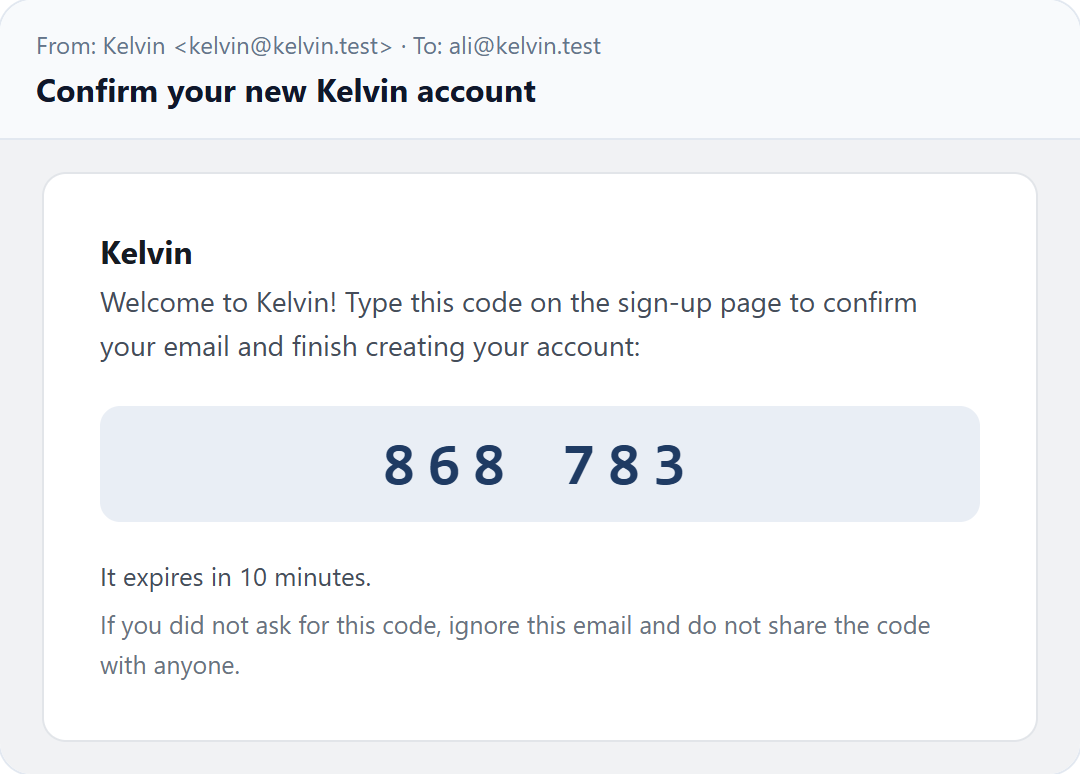 From: Kelvin <kelvin@kelvin.test> · To: ali@kelvin.test
Confirm your new Kelvin account
Kelvin
Welcome to Kelvin! Type this code on the sign-up page to confirm
your email and finish creating your account:
868 783
It expires in 10 minutes.
If you did not ask for this code, ignore this email and do not share the code
with anyone.